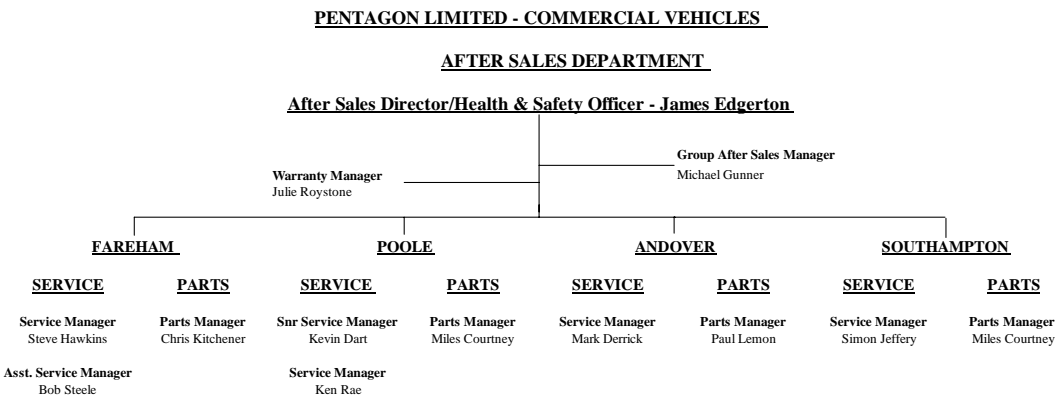 PENTAGON LIMITED - COMMERCIAL VEHICLES
AFTER SALES DEPARTMENT
After Sales Director/Health & Safety Officer - James Edgerton
Group After Sales Manager
Michael Gunner
Warranty Manager
Julie Roystone
FAREHAM POOLE ANDOVER SOUTHAMPTON
SERVICE PARTS SERVICE PARTS SERVICE PARTS SERVICE PARTS
Service Manager Parts Manager Snr Service Manager Parts Manager Service Manager Parts Manager Service Manager Parts Manager
Steve Hawkins Chris Kitchener Kevin Dart Miles Courtney Mark Derrick Paul Lemon Simon Jeffery Miles Courtney
Asst. Service Manager Service Manager
Bob Steele Ken Rae